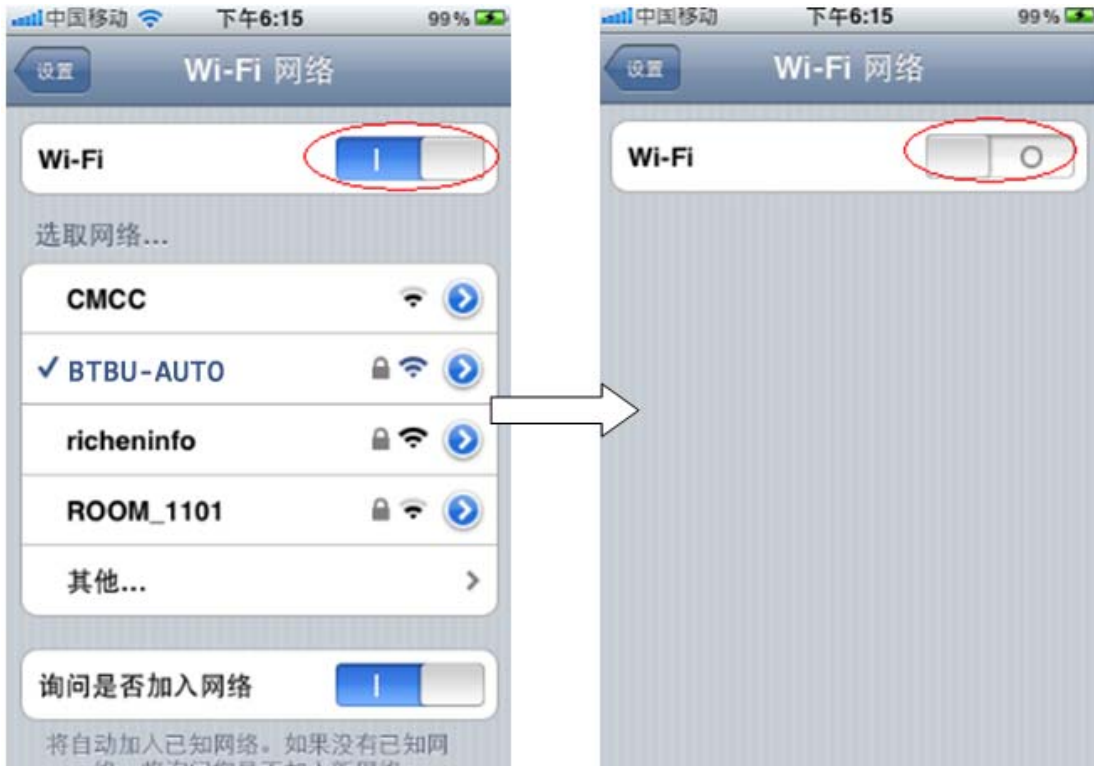 中国移动 下午6:15 99%
设置 Wi-Fi 网络
Wi-Fi
选取网络...
CMCC
BTBU-AUTO
richeninfo
ROOM_1101
其他...
询问是否加入网络
将自动加入已知网络。如果没有已知网
中国移动 下午6:15 99%
设置 Wi-Fi 网络
Wi-Fi